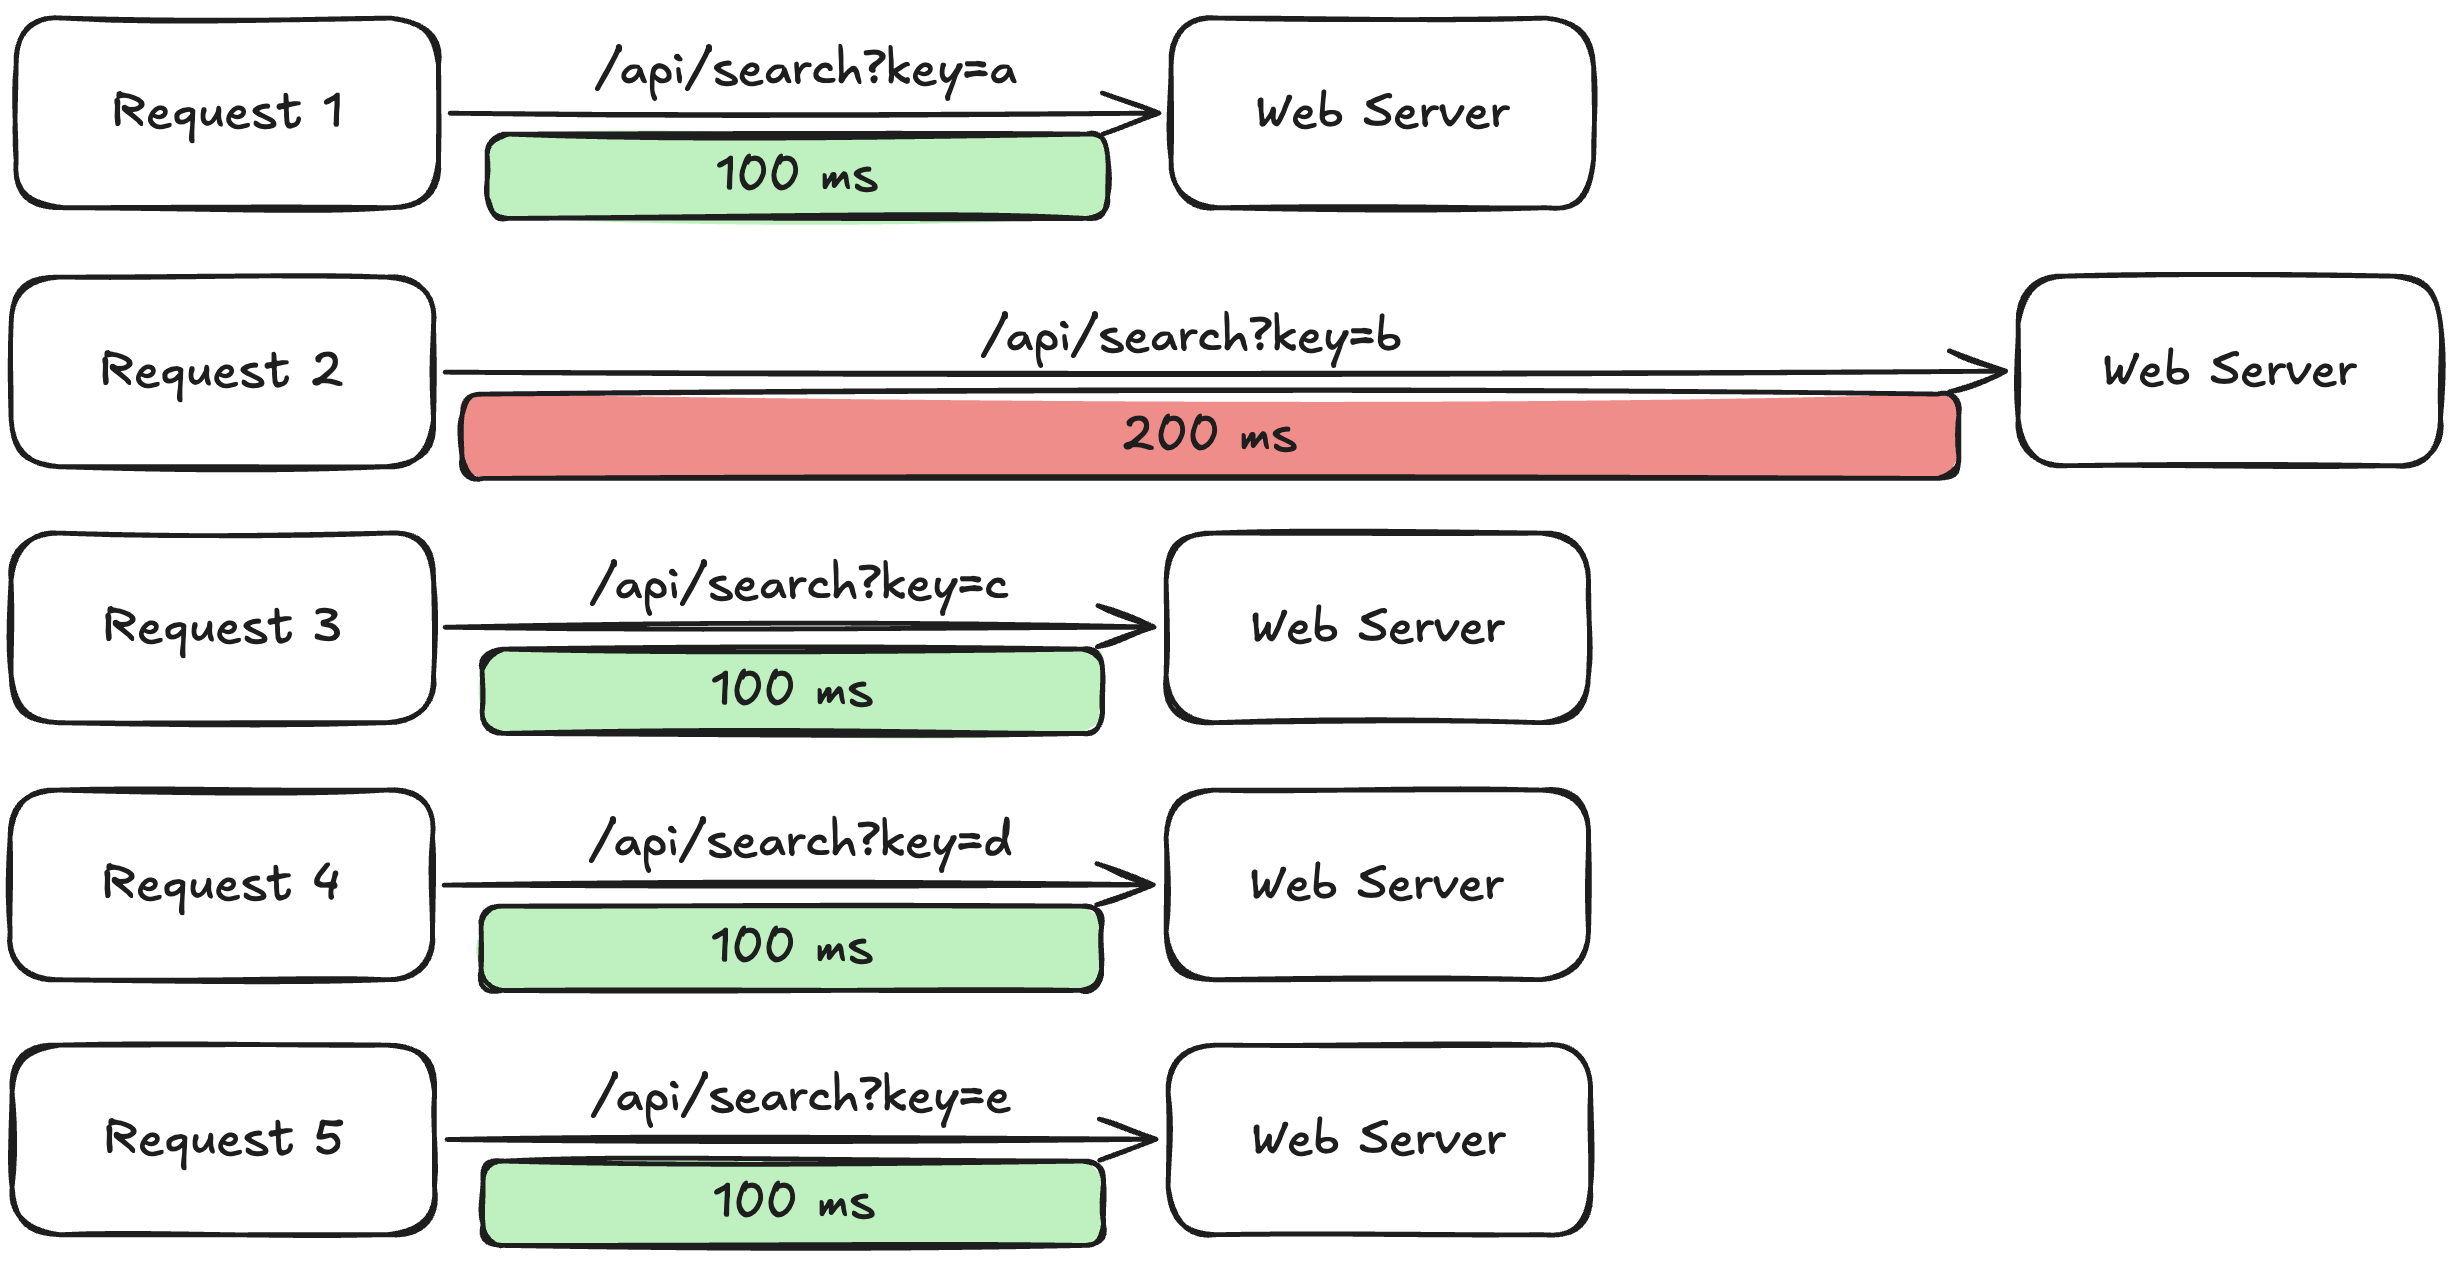 /api/search?key=a
Request 1
Web Server
100 ms
/api/search?key=b
Request 2
Web Server
200 ms
/api/search?key=c
Request 3
Web Server
100 ms
/api/search?key=d
Request 4
Web Server
100 ms
/api/search?key=e
Request 5
Web Server
100 ms